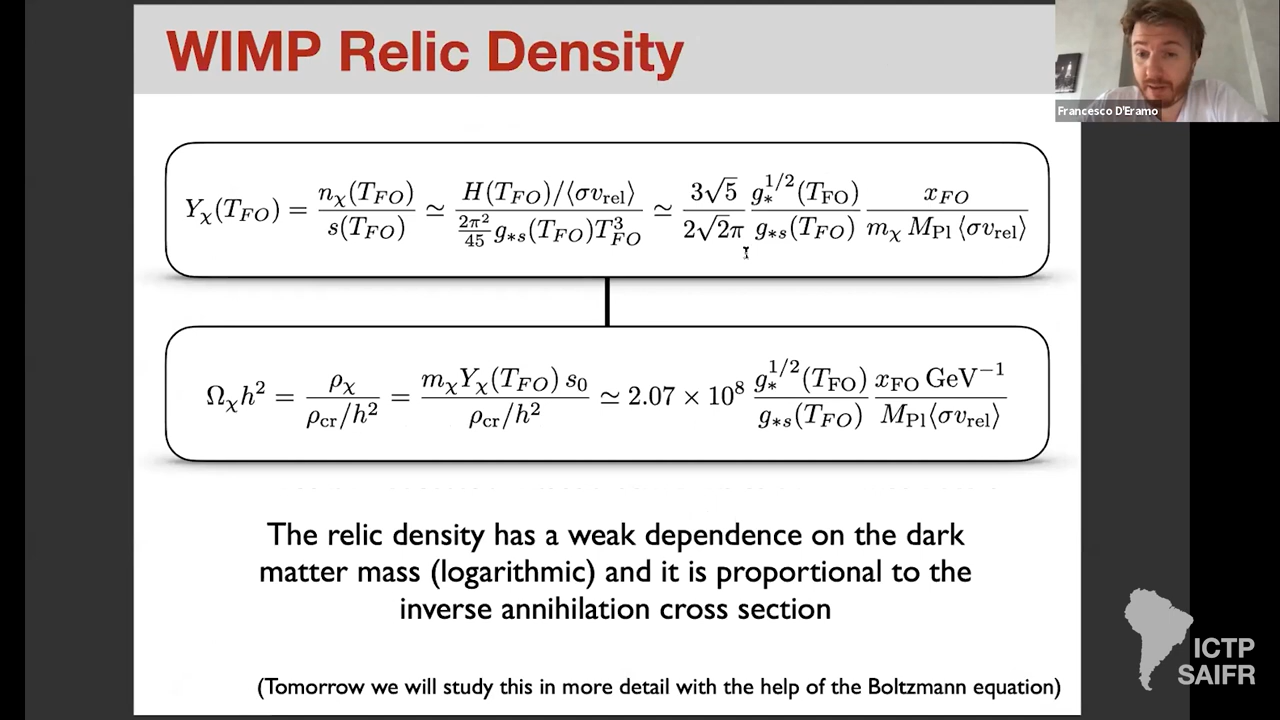 WIMP Relic Density
Francesco D'Eramo
Y_χ(T_FO) = n_χ(T_FO) / s(T_FO) ≃ H(T_FO)/⟨σv_rel⟩ / (2π²/45 g_*s(T_FO)T³_FO) ≃ 3√5 / 2√2π g_*^1/2(T_FO) / g_*s(T_FO) x_FO / m_χ M_Pl ⟨σv_rel⟩
Ω_χh² = ρ_χ / ρ_cr/h² = m_χY_χ(T_FO) s_0 / ρ_cr/h² ≃ 2.07 × 10⁸ g_*^1/2(T_FO) / g_*s(T_FO) x_FO GeV⁻¹ / M_Pl⟨σv_rel⟩
The relic density has a weak dependence on the dark
matter mass (logarithmic) and it is proportional to the
inverse annihilation cross section
(Tomorrow we will study this in more detail with the help of the Boltzmann equation)
ICTP
SAIFR